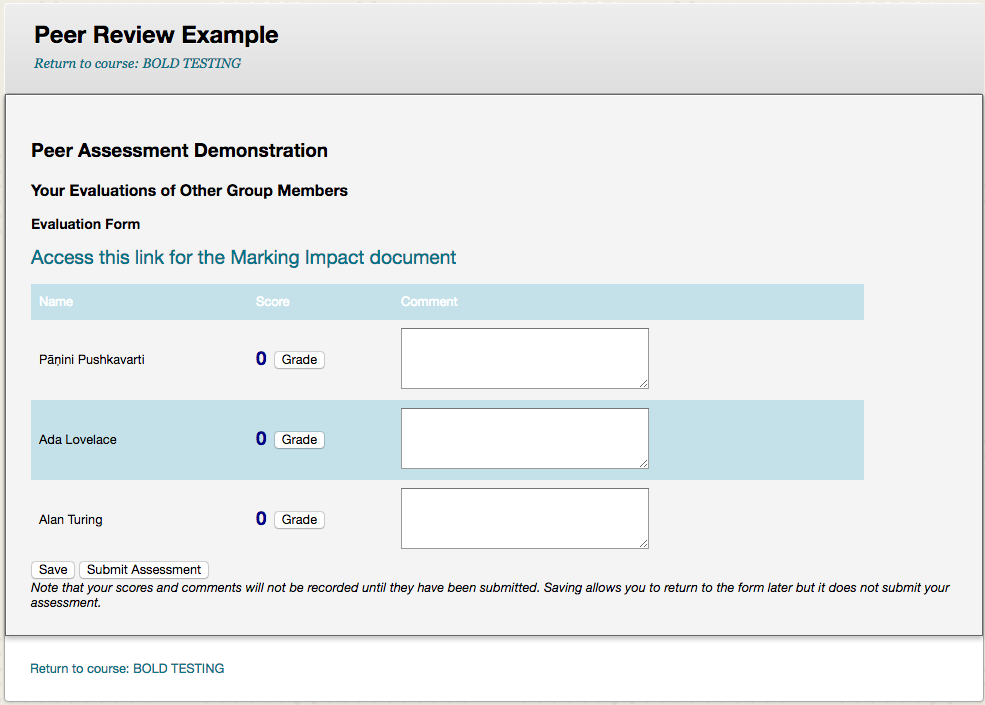 Peer Review Example
Return to course: BOLD TESTING
Peer Assessment Demonstration
Your Evaluations of Other Group Members
Evaluation Form
Access this link for the Marking Impact document
Name Score Comment
Pāṇini Pushkavarti 0 Grade
Ada Lovelace 0 Grade
Alan Turing 0 Grade
Save Submit Assessment
Note that your scores and comments will not be recorded until they have been submitted. Saving allows you to return to the form later but it does not submit your
assessment.
Return to course: BOLD TESTING